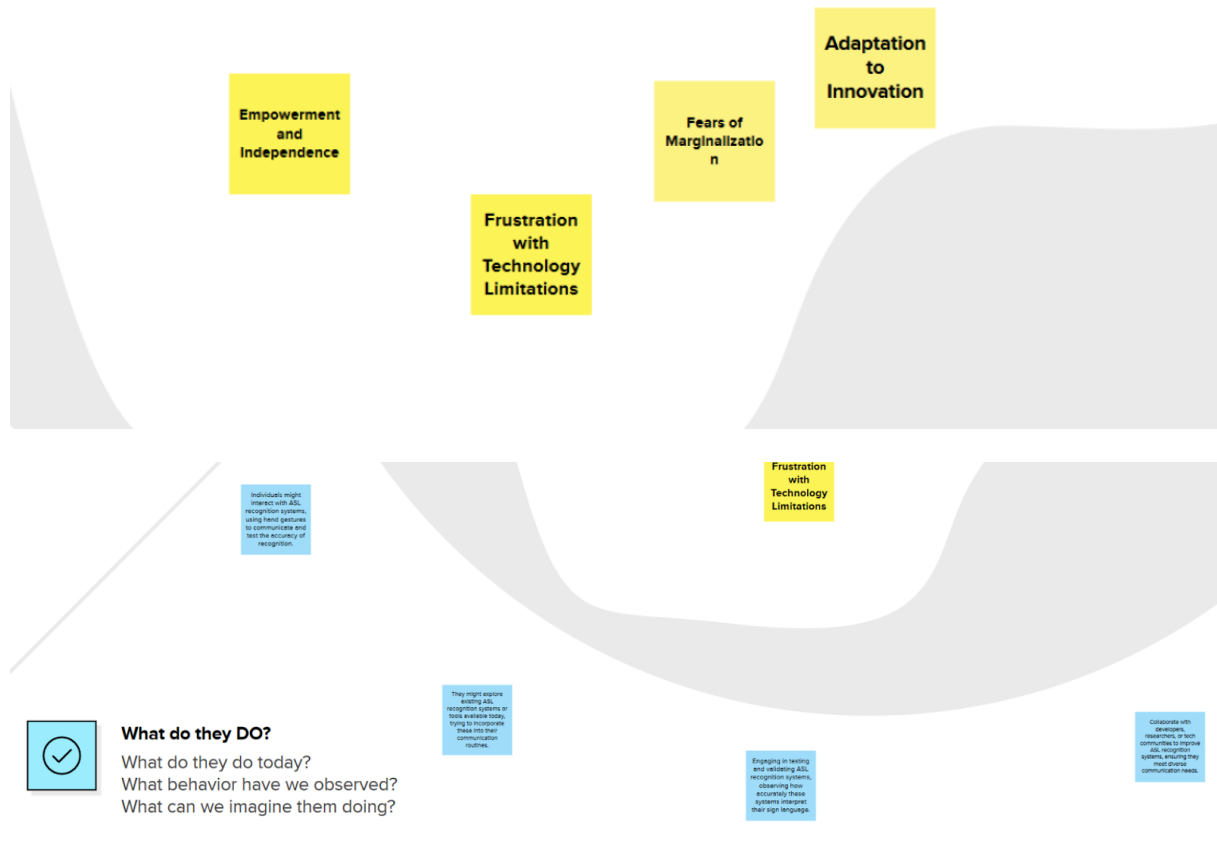 Adaptation
to
Innovation
Empowerment
and
Independence
Fears of
Marginalizatio
n
Frustration
with
Technology
Limitations
Frustration
with
Technology
Limitations
Individuals might
interact with ASL
recognition systems,
using hand gestures
to communicate and
test the accuracy of
recognition.
They might explore
existing ASL
recognition systems or
tools available today,
trying to incorporate
these into their
communication
routines.
What do they DO?
What do they do today?
What behavior have we observed?
What can we imagine them doing?
Engaging in testing
and validating ASL
recognition systems,
observing how
accurately these
systems interpret
their sign language.
Collaborate with
developers,
researchers, or tech
communities to improve
ASL recognition
systems, ensuring they
meet diverse
communication needs.